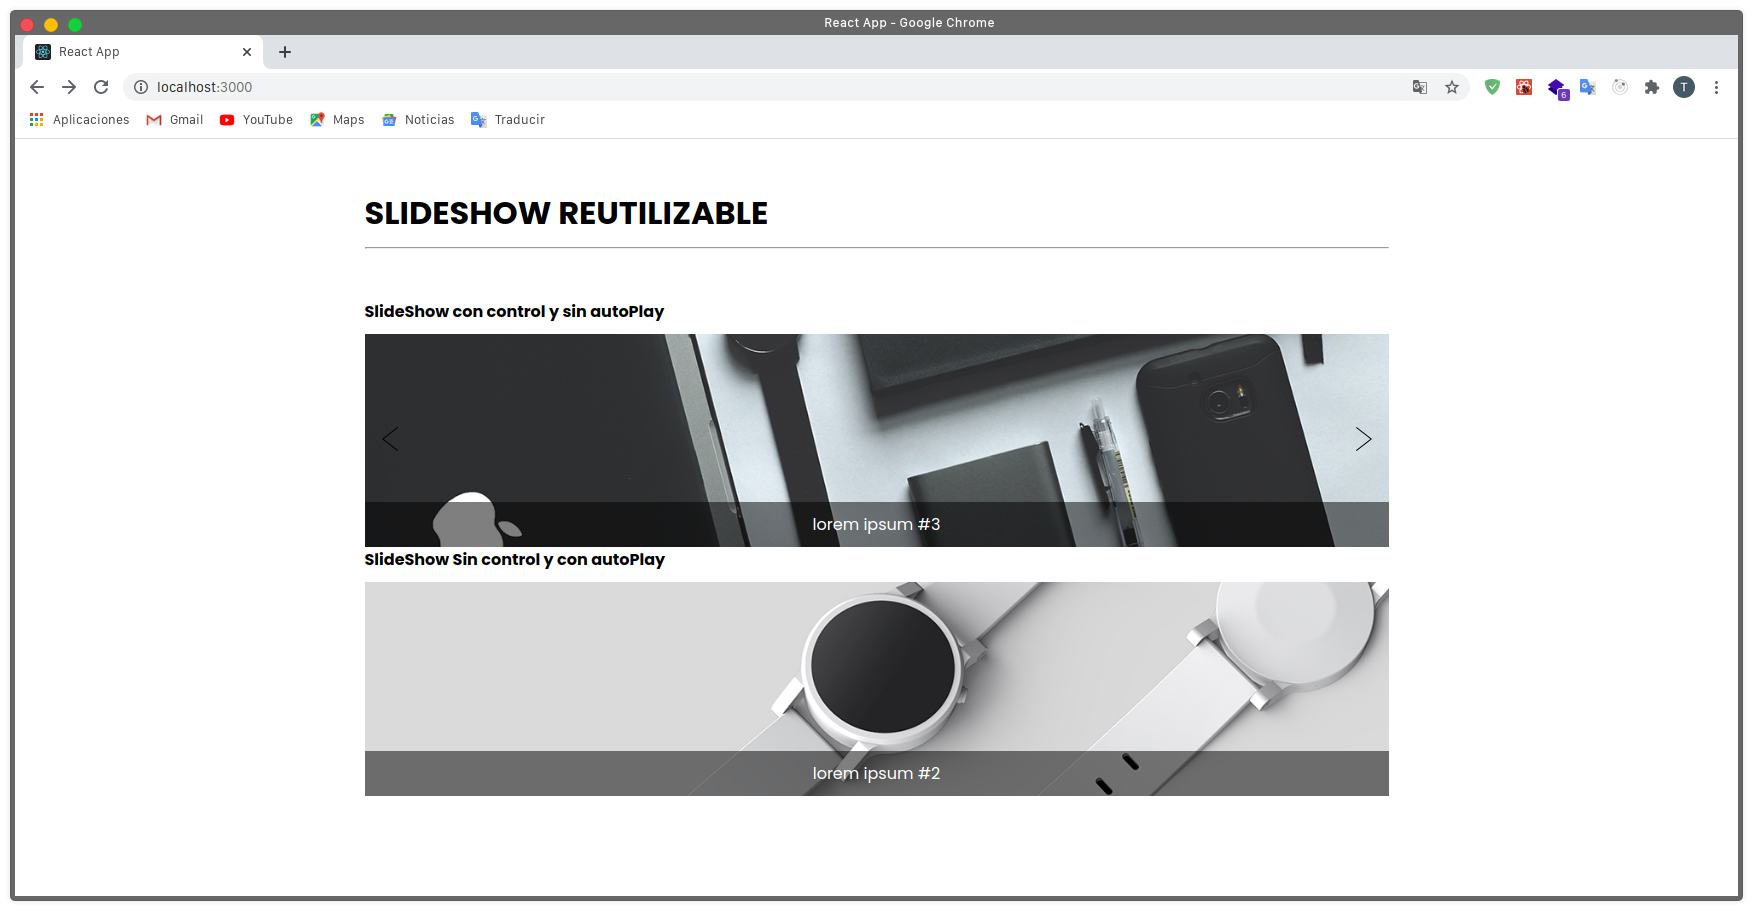 React App - Google Chrome
React App
localhost:3000
T
6
Aplicaciones Gmail YouTube Maps Noticias Traducir
SLIDESHOW REUTILIZABLE
SlideShow con control y sin autoPlay
lorem ipsum #3
SlideShow Sin control y con autoPlay
lorem ipsum #2